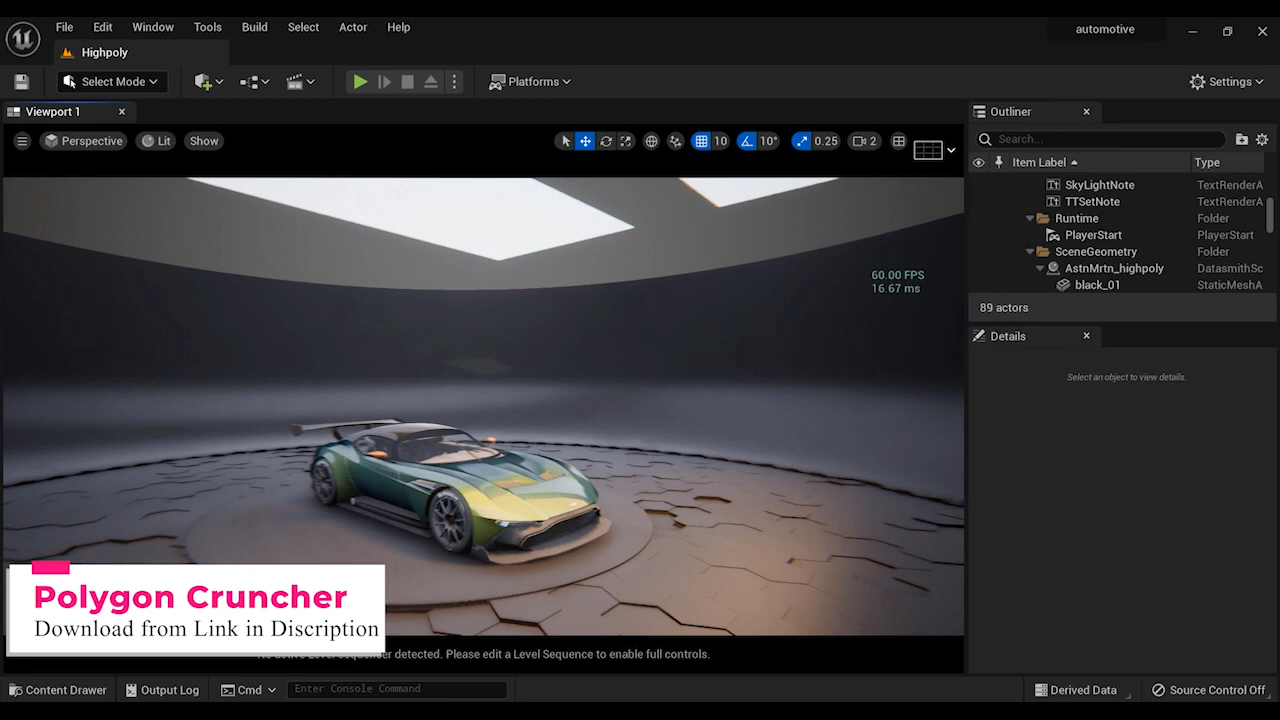 File Edit Window Tools Build Select Actor Help
automotive
Highpoly
Select Mode
Platforms
Settings
Viewport 1
Outliner
Perspective Lit Show
10 10° 0.25 2
Search...
Item Label Type
SkyLightNote TextRenderA
TTSetNote TextRenderA
Runtime Folder
PlayerStart PlayerStart
SceneGeometry Folder
AstnMrtn_highpoly DatasmithSc
black_01 StaticMeshA
60.00 FPS
16.67 ms
89 actors
Details
Select an object to view details.
Polygon Cruncher
Download from Link in Discription
detected. Please edit a Level Sequence to enable full controls.
Content Drawer Output Log Cmd Enter Console Command Derived Data Source Control Off